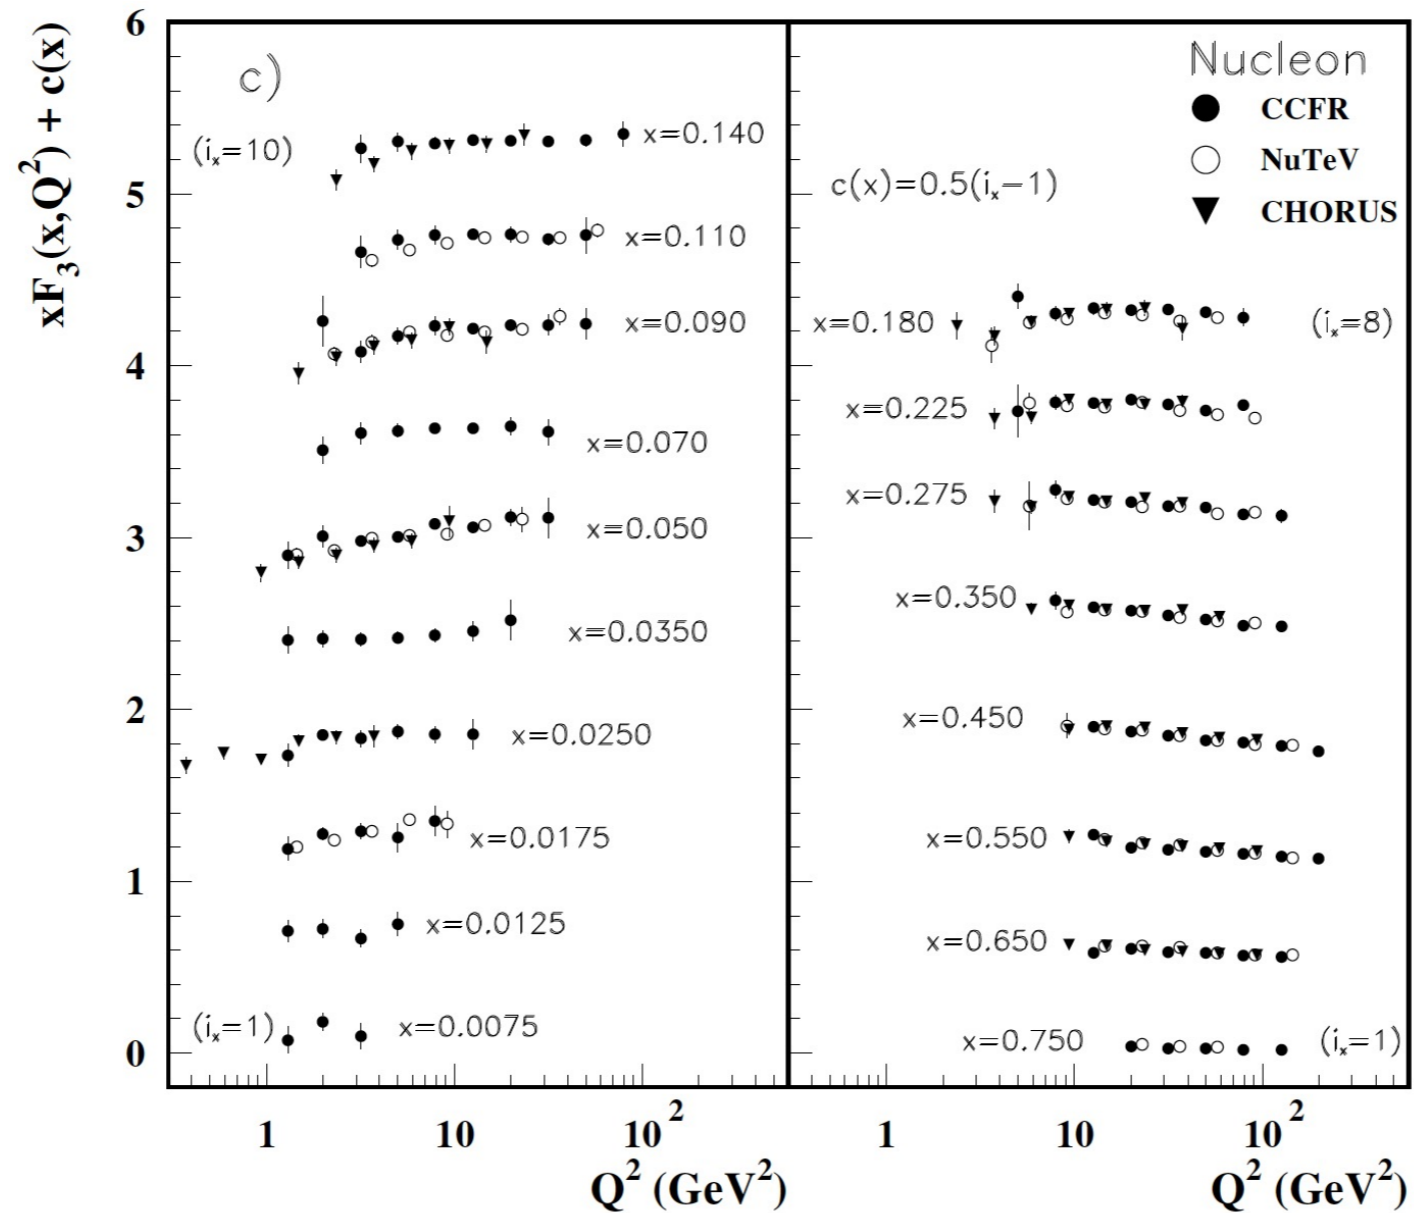 xF₃(x,Q²) + c(x)
6
5
4
3
2
1
0
c)
(iₓ=10)
x=0.140
x=0.110
x=0.090
x=0.070
x=0.050
x=0.0350
x=0.0250
x=0.0175
x=0.0125
(iₓ=1)
x=0.0075
1
10
10²
Q² (GeV²)
Nucleon
CCFR
NuTeV
CHORUS
c(x)=0.5(iₓ−1)
x=0.180
(iₓ=8)
x=0.225
x=0.275
x=0.350
x=0.450
x=0.550
x=0.650
x=0.750
(iₓ=1)
1
10
10²
Q² (GeV²)